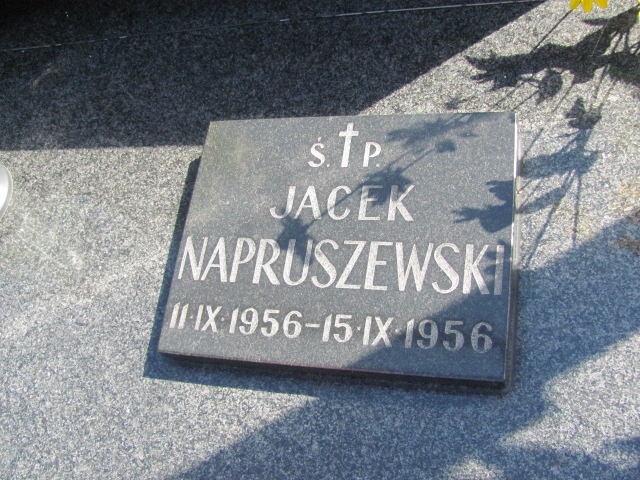 Ś. † P.
JACEK
NAPRUSZEWSKI
11·IX·1956-15·IX·1956